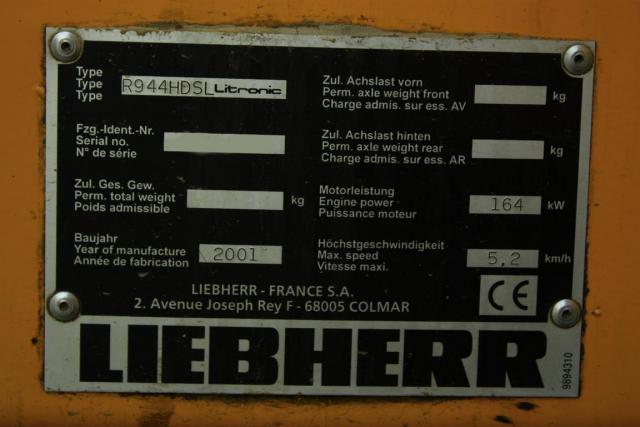 Type
Type R944HDSL Litronic
Type
Fzg.-Ident.-Nr.
Serial no.
N° de série
Zul. Ges. Gew.
Perm. total weight kg
Poids admissible
Baujahr
Year of manufacture 2001
Année de fabrication
Zul. Achslast vorn
Perm. axle weight front kg
Charge admis. sur ess. AV
Zul. Achslast hinten
Perm. axle weight rear kg
Charge admis. sur ess. AR
Motorleistung
Engine power 164 kW
Puissance moteur
Höchstgeschwindigkeit
Max. speed 5,2 km/h
Vitesse maxi.
LIEBHERR - FRANCE S.A.
2. Avenue Joseph Rey F - 68005 COLMAR
CE
LIEBHERR
9894310